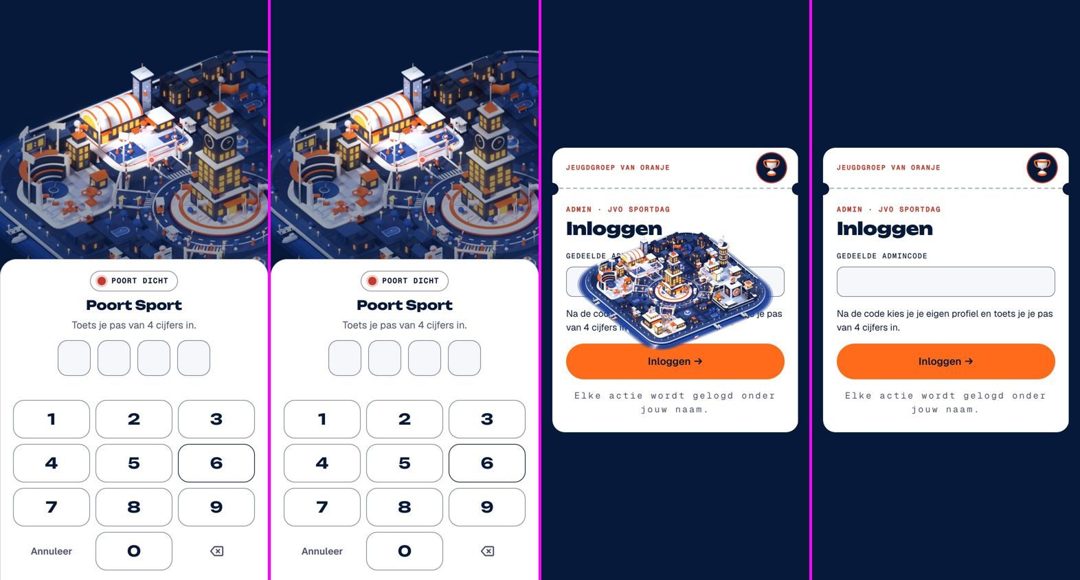 POORT DICHT
Poort Sport
Toets je pas van 4 cijfers in.
1 2 3
4 5 6
7 8 9
Annuleer 0
POORT DICHT
Poort Sport
Toets je pas van 4 cijfers in.
1 2 3
4 5 6
7 8 9
Annuleer 0
JEUGDGROEP VAN ORANJE
ADMIN · JVO SPORTDAG
Inloggen
GEDEELDE
Na de
je pas
van 4 cijfers
Inloggen →
Elke actie wordt gelogd onder
jouw naam.
JEUGDGROEP VAN ORANJE
ADMIN · JVO SPORTDAG
Inloggen
GEDEELDE ADMINCODE
Na de code kies je je eigen profiel en toets je je pas
van 4 cijfers in.
Inloggen →
Elke actie wordt gelogd onder
jouw naam.